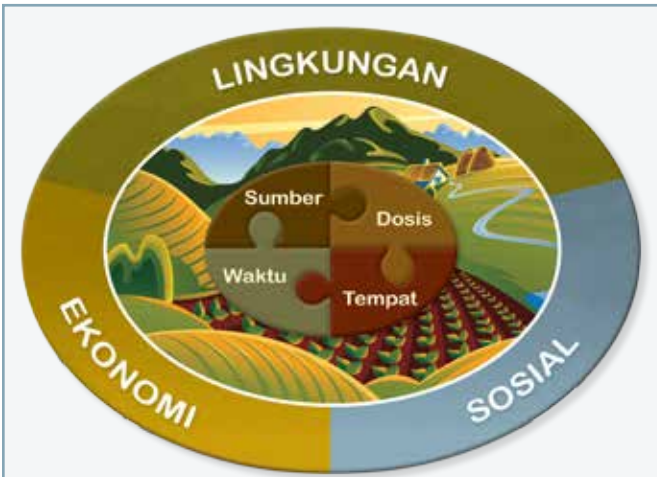 LINGKUNGAN
Sumber
Dosis
Waktu
Tempat
EKONOMI
SOSIAL